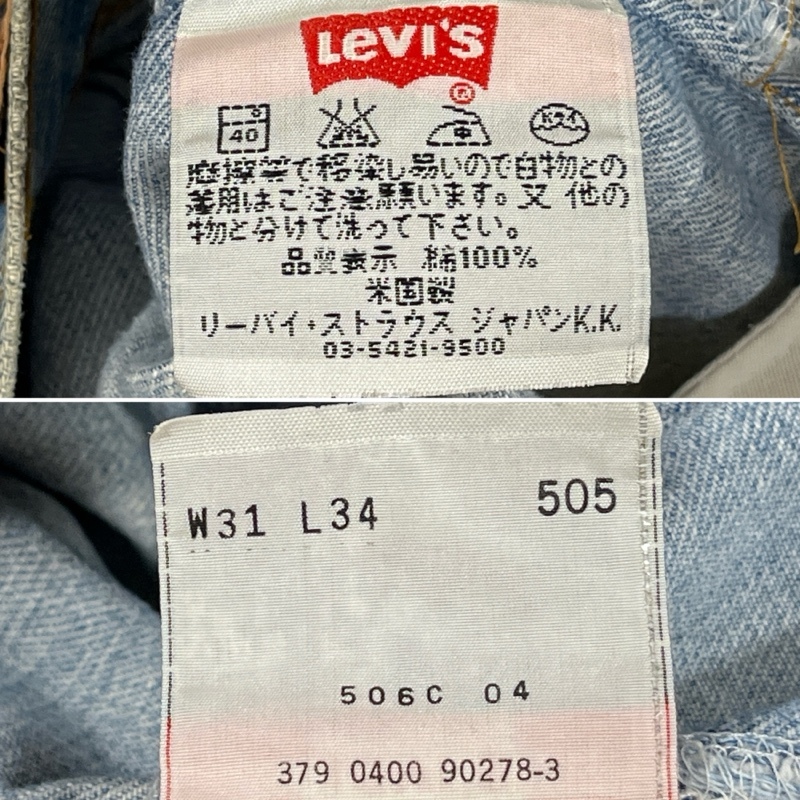 Levi's
®
40
ドライ
摩擦等で移染し易いので白物との
着用はご注意願います。又 他の
物と分けて洗って下さい。
品質表示 綿100%
米国製
リーバイ・ストラウス ジャパンK.K.
03-5421-9500
W31 L34 505
506C 04
379 0400 90278-3